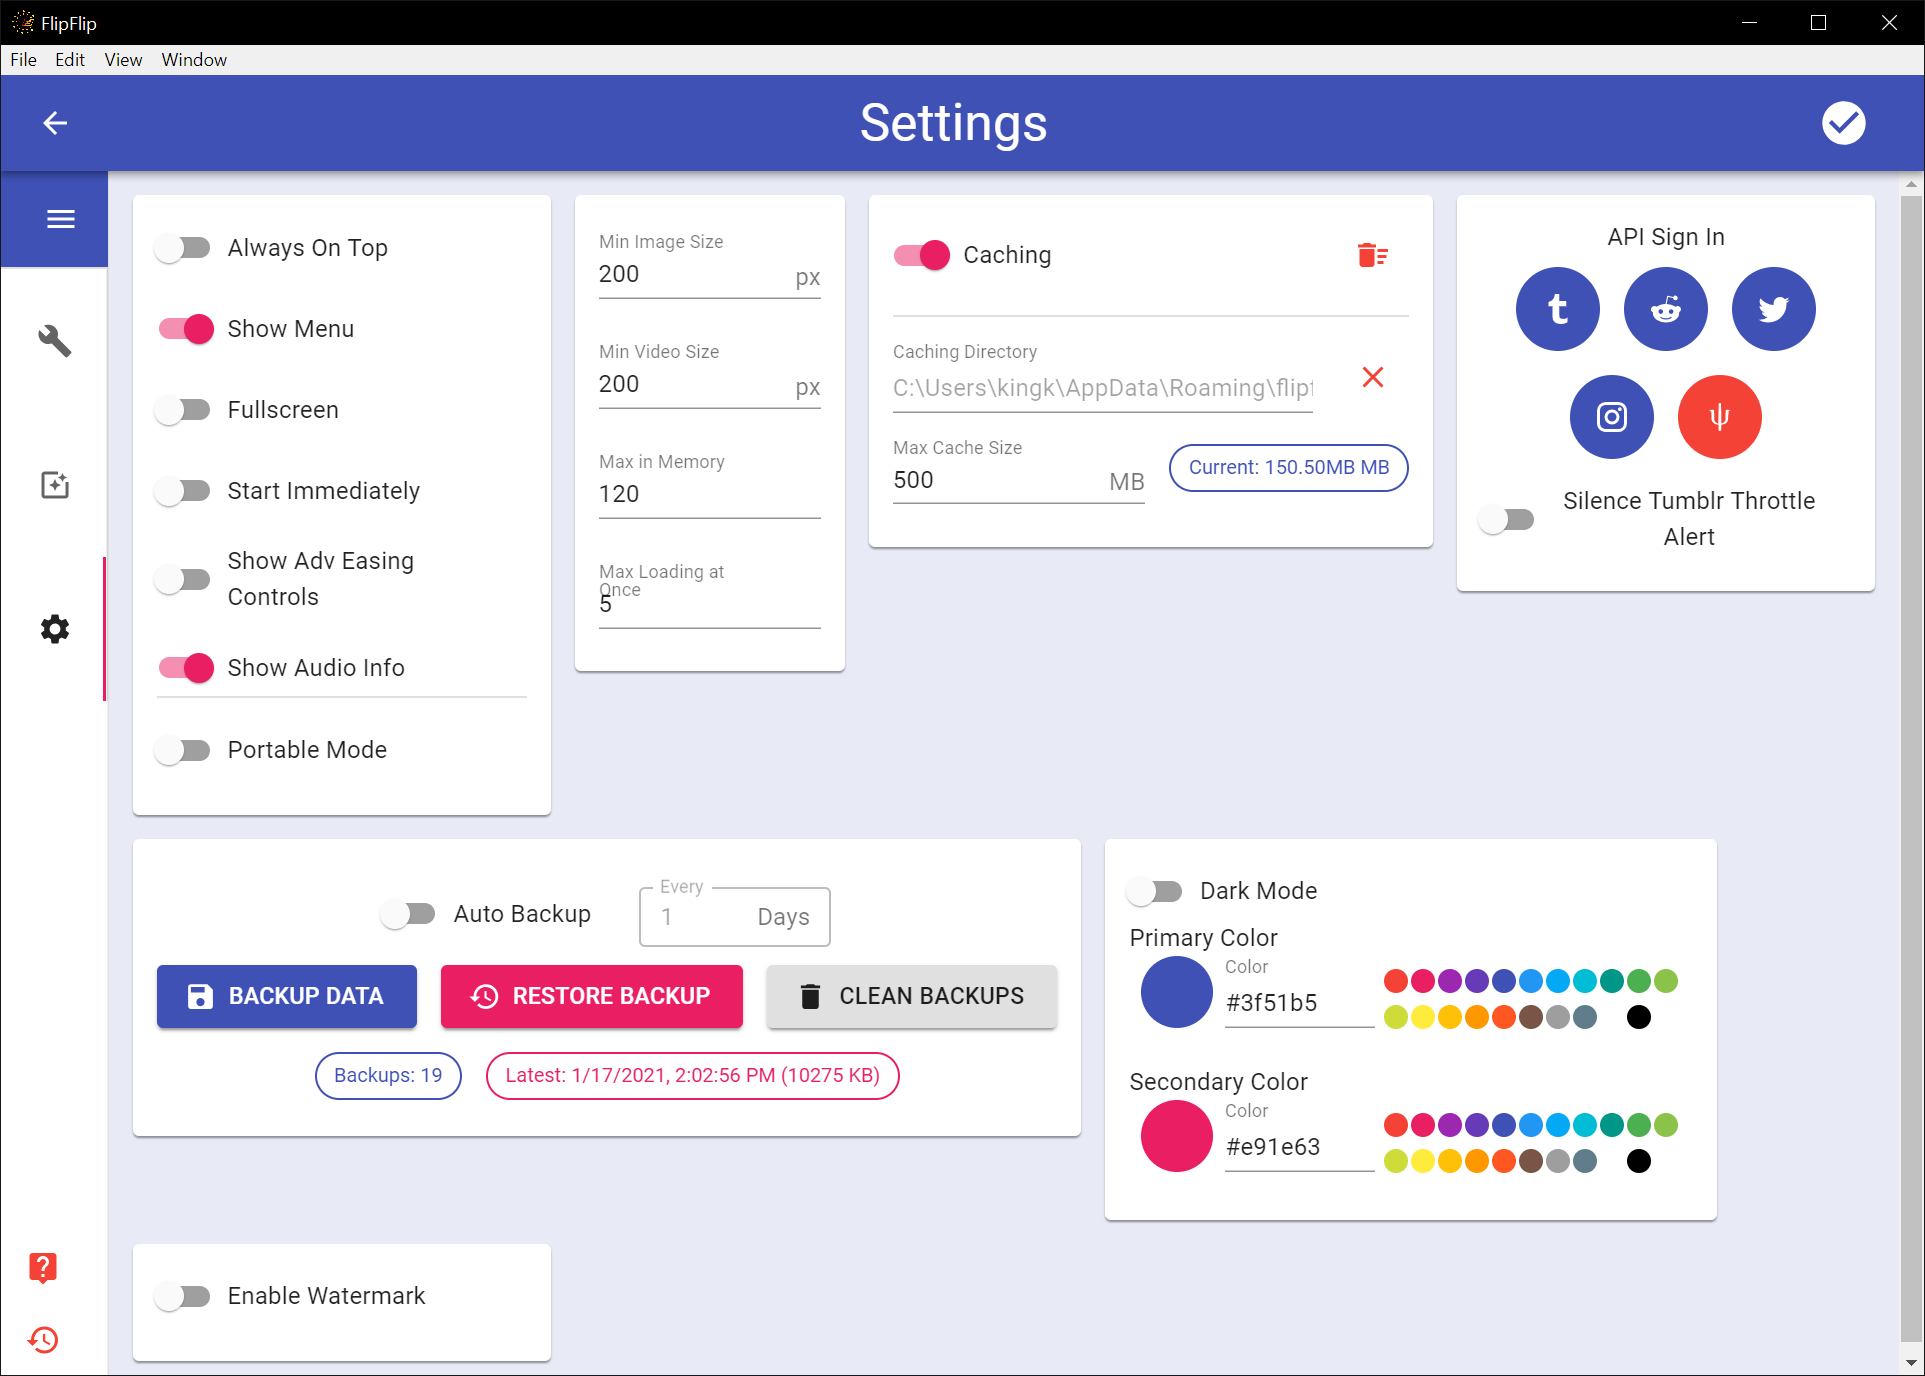 FlipFlip
File Edit View Window
Settings
Always On Top
Show Menu
Fullscreen
Start Immediately
Show Adv Easing
Controls
Show Audio Info
Portable Mode
Min Image Size
200 px
Min Video Size
200 px
Max in Memory
120
Max Loading at
Once
5
Caching
Caching Directory
C:\Users\kingk\AppData\Roaming\flipf
Max Cache Size
500 MB
Current: 150.50MB MB
API Sign In
Silence Tumblr Throttle
Alert
Auto Backup
Every
1 Days
BACKUP DATA
RESTORE BACKUP
CLEAN BACKUPS
Backups: 19
Latest: 1/17/2021, 2:02:56 PM (10275 KB)
Dark Mode
Primary Color
Color
#3f51b5
Secondary Color
Color
#e91e63
Enable Watermark